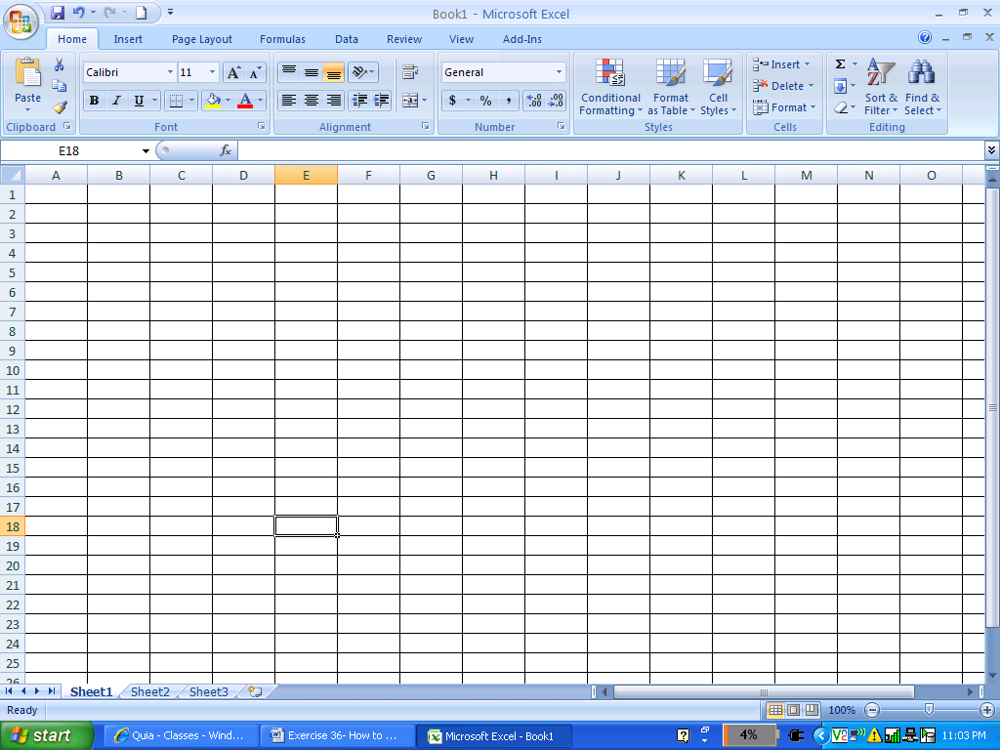 Book1 - Microsoft Excel
Home Insert Page Layout Formulas Data Review View Add-Ins
Paste
Clipboard
Calibri 11
B I U A
Font
Alignment
General
$ % ,
Number
Conditional Formatting
Format as Table
Cell Styles
Styles
Insert
Delete
Format
Cells
Σ
Sort & Filter
Find & Select
Editing
E18 fx
A B C D E F G H I J K L M N O
1
2
3
4
5
6
7
8
9
10
11
12
13
14
15
16
17
18
19
20
21
22
23
24
25
26
Sheet1 Sheet2 Sheet3
Ready 100%
start Quia - Classes - Wind... Exercise 36- How to ... Microsoft Excel - Book1 4% 11:03 PM